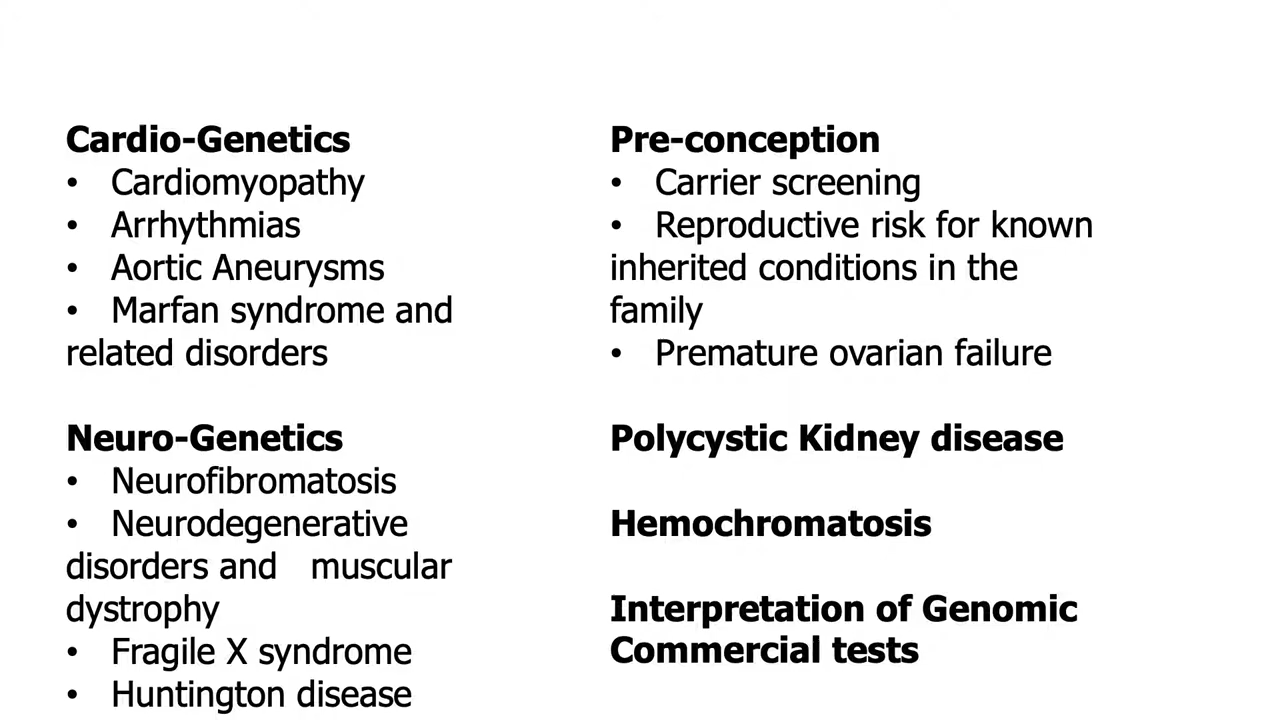 Cardio-Genetics
• Cardiomyopathy
• Arrhythmias
• Aortic Aneurysms
• Marfan syndrome and
related disorders
Neuro-Genetics
• Neurofibromatosis
• Neurodegenerative
disorders and muscular
dystrophy
• Fragile X syndrome
• Huntington disease
Pre-conception
• Carrier screening
• Reproductive risk for known
inherited conditions in the
family
• Premature ovarian failure
Polycystic Kidney disease
Hemochromatosis
Interpretation of Genomic
Commercial tests